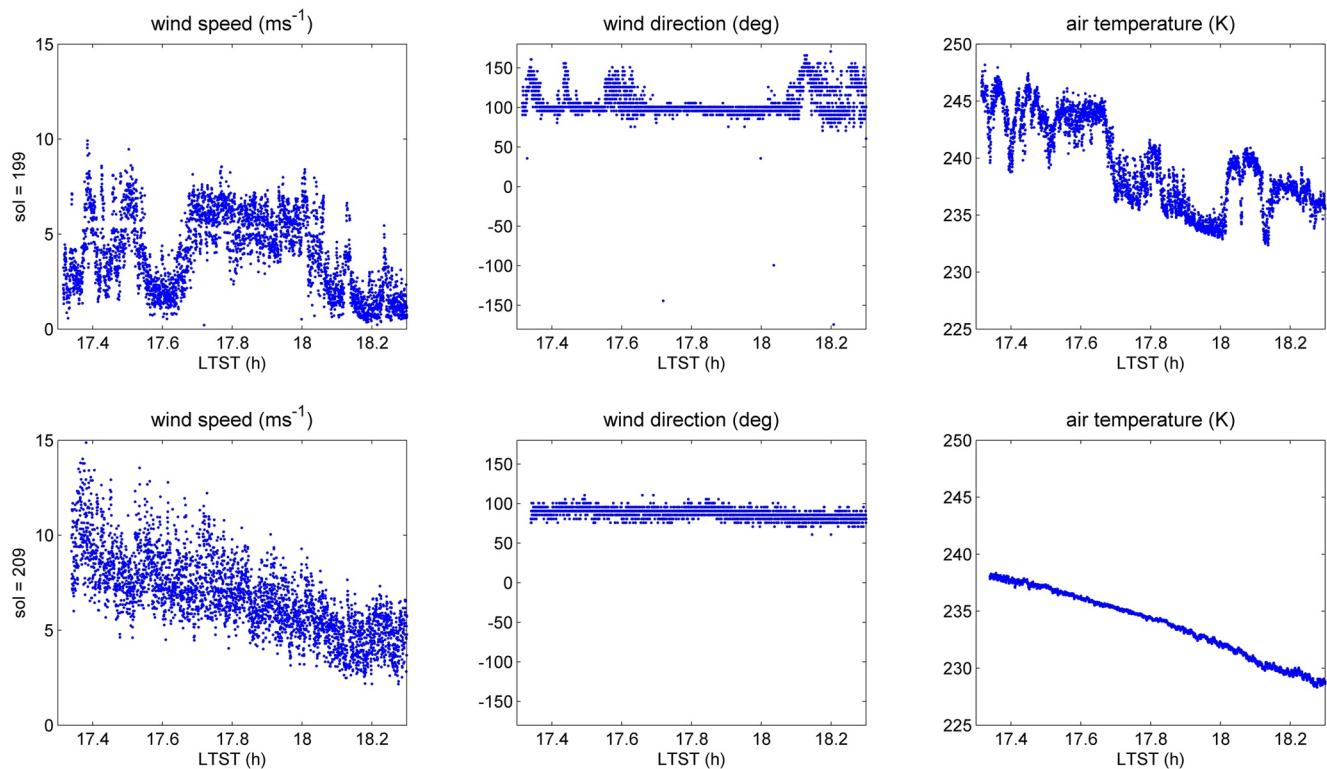 wind speed (ms-1)
15
10
5
0
17.4 17.6 17.8 18 18.2
LTST (h)
sol = 199
wind direction (deg)
150
100
50
0
-50
-100
-150
17.4 17.6 17.8 18 18.2
LTST (h)
air temperature (K)
250
245
240
235
230
225
17.4 17.6 17.8 18 18.2
LTST (h)
wind speed (ms-1)
15
10
5
0
17.4 17.6 17.8 18 18.2
LTST (h)
sol = 209
wind direction (deg)
150
100
50
0
-50
-100
-150
17.4 17.6 17.8 18 18.2
LTST (h)
air temperature (K)
250
245
240
235
230
225
17.4 17.6 17.8 18 18.2
LTST (h)